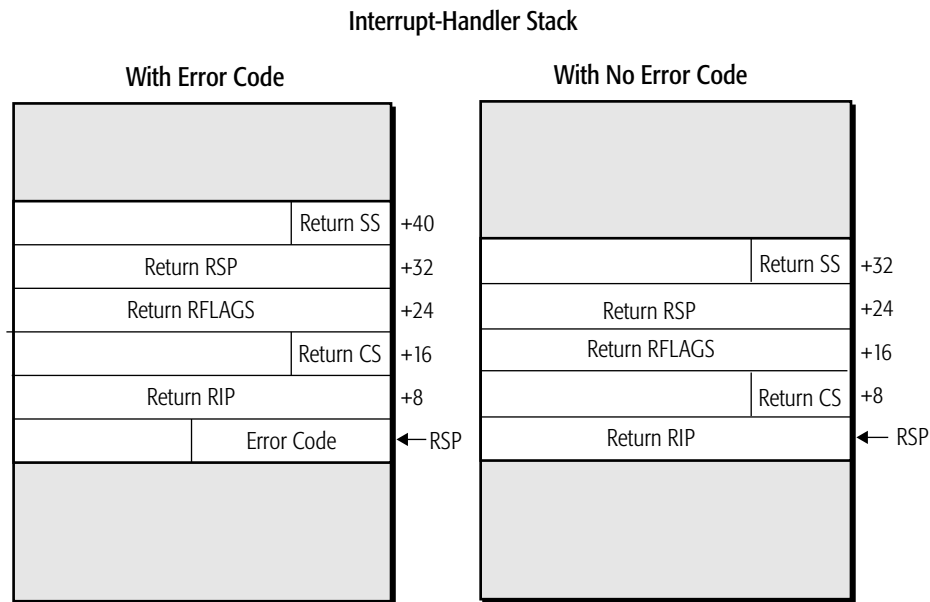 Interrupt-Handler Stack
With Error Code
Return SS +40
Return RSP +32
Return RFLAGS +24
Return CS +16
Return RIP +8
Error Code RSP
With No Error Code
Return SS +32
Return RSP +24
Return RFLAGS +16
Return CS +8
Return RIP RSP